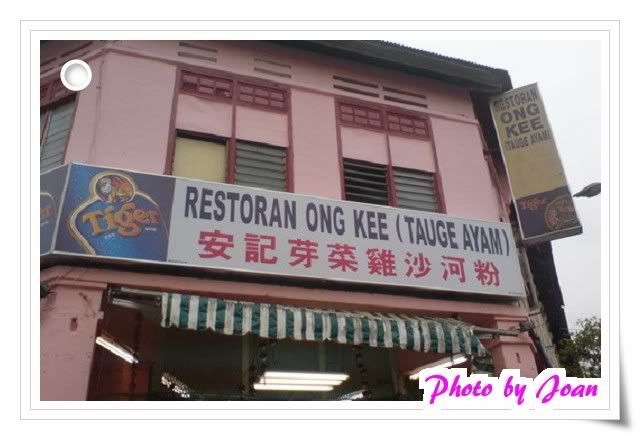 RESTORAN
ONG
KEE
(TAUGE AYAM)
Tiger
Tiger
RESTORAN ONG KEE (TAUGE AYAM)
安記芽菜雞沙河粉
Photo by Joan